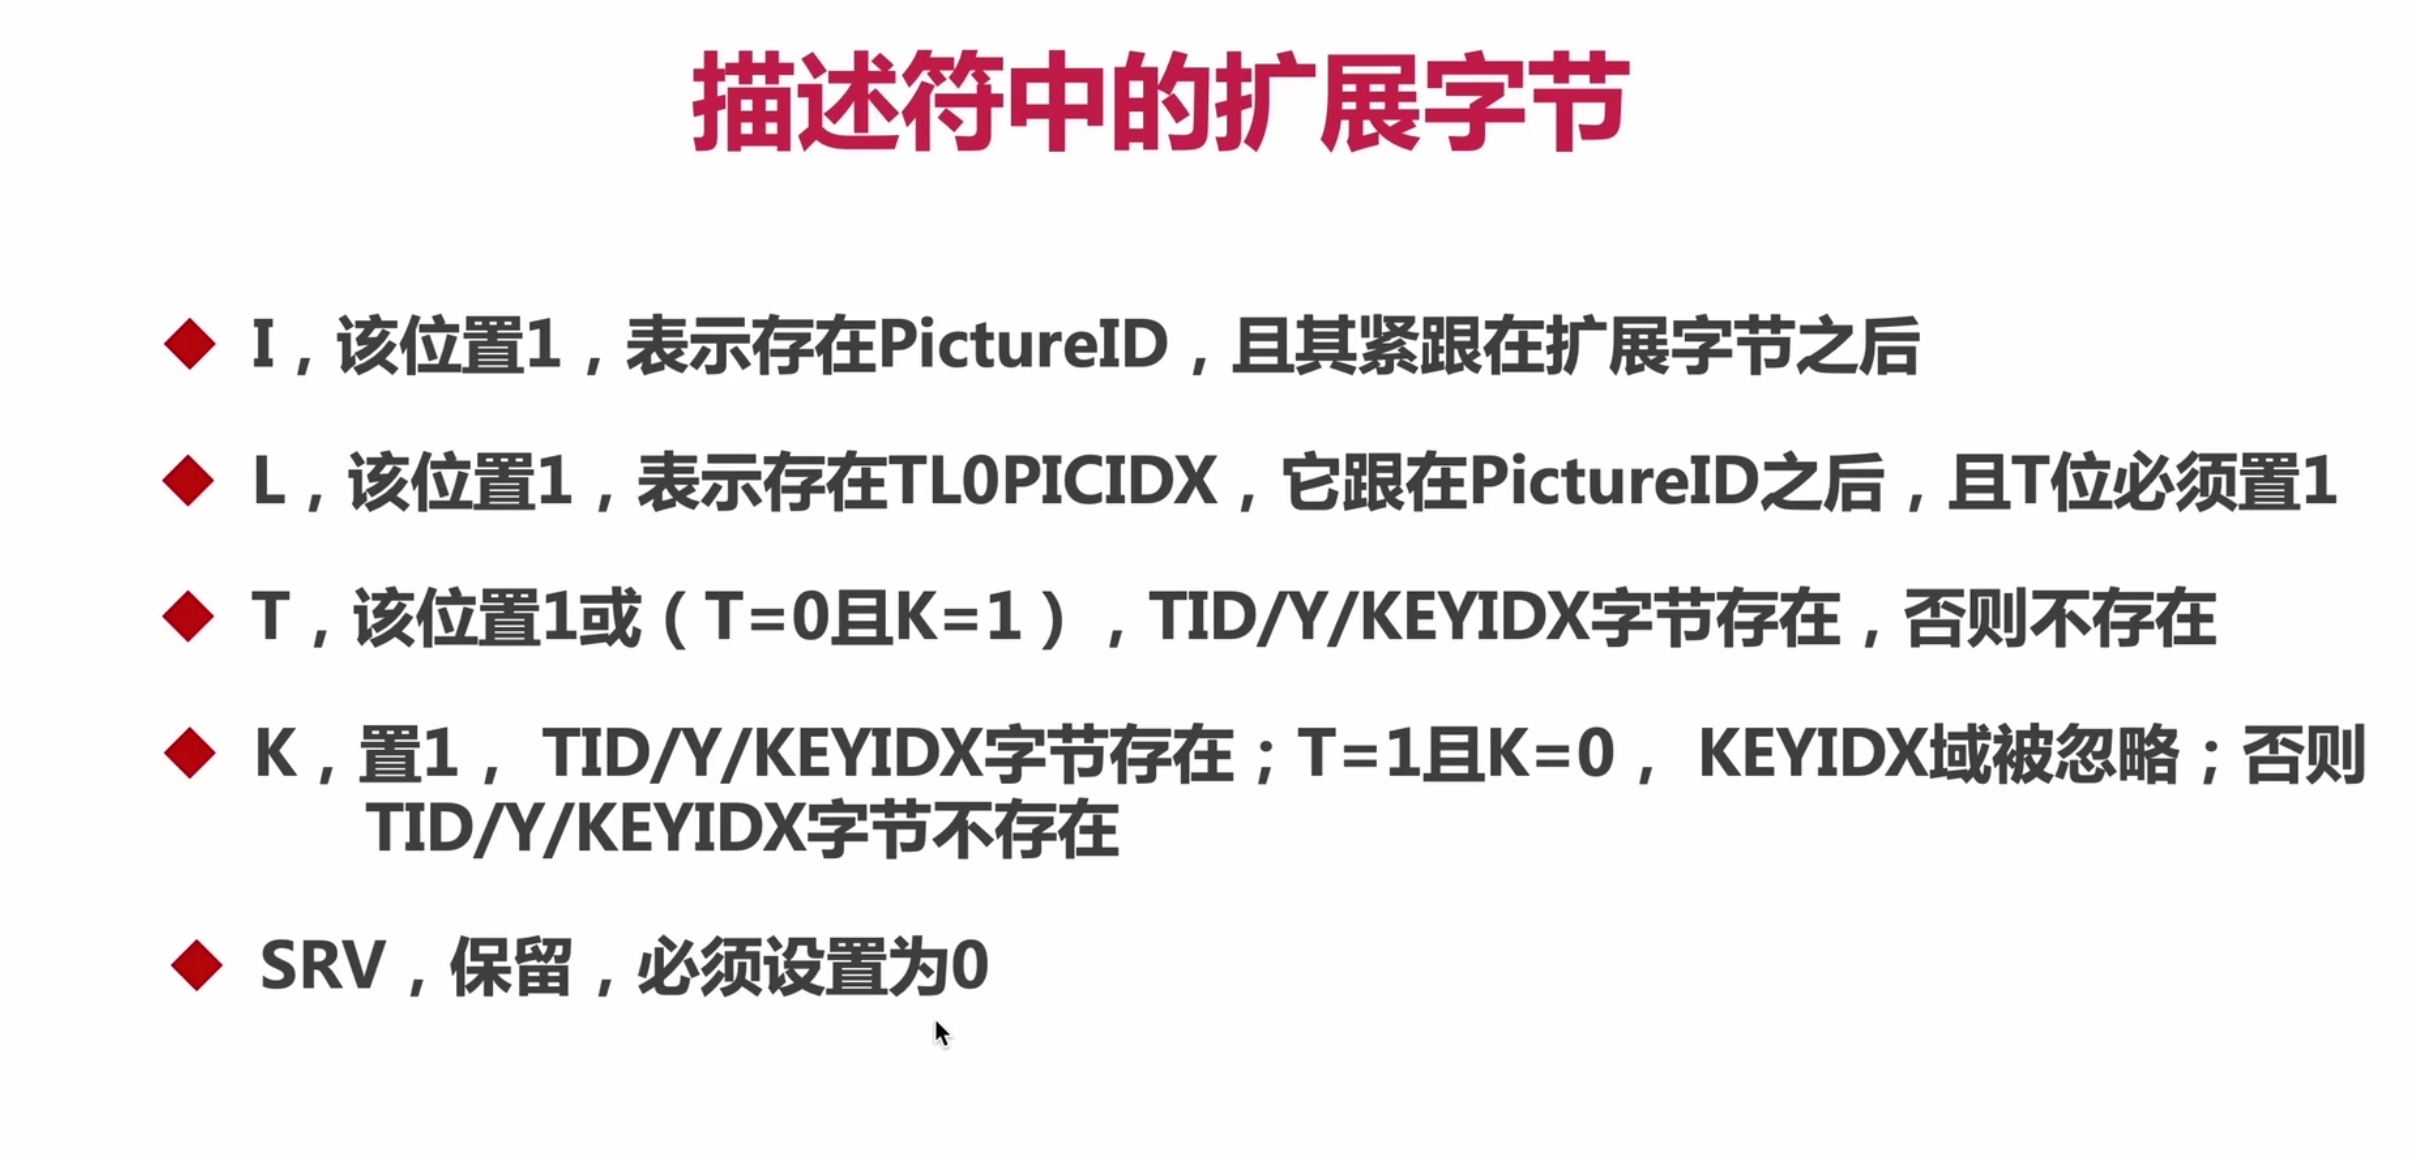 描述符中的扩展字节
I，该位置1，表示存在PictureID，且其紧跟在扩展字节之后
L，该位置1，表示存在TL0PICIDX，它跟在PictureID之后，且T位必须置1
T，该位置1或（T=0且K=1），TID/Y/KEYIDX字节存在，否则不存在
K，置1， TID/Y/KEYIDX字节存在；T=1且K=0， KEYIDX域被忽略；否则
TID/Y/KEYIDX字节不存在
SRV，保留，必须设置为0